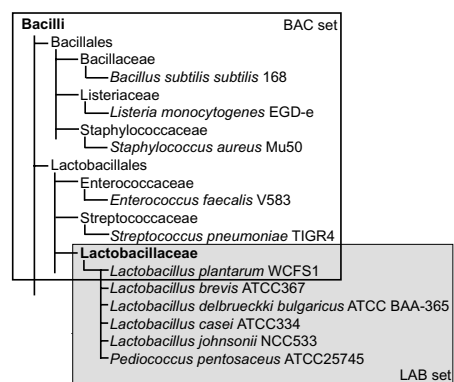 Bacilli BAC set
Bacillales
Bacillaceae
Bacillus subtilis subtilis 168
Listeriaceae
Listeria monocytogenes EGD-e
Staphylococcaceae
Staphylococcus aureus Mu50
Lactobacillales
Enterococcaceae
Enterococcus faecalis V583
Streptococcaceae
Streptococcus pneumoniae TIGR4
Lactobacillaceae
Lactobacillus plantarum WCFS1
Lactobacillus brevis ATCC367
Lactobacillus delbrueckki bulgaricus ATCC BAA-365
Lactobacillus casei ATCC334
Lactobacillus johnsonii NCC533
Pediococcus pentosaceus ATCC25745
LAB set